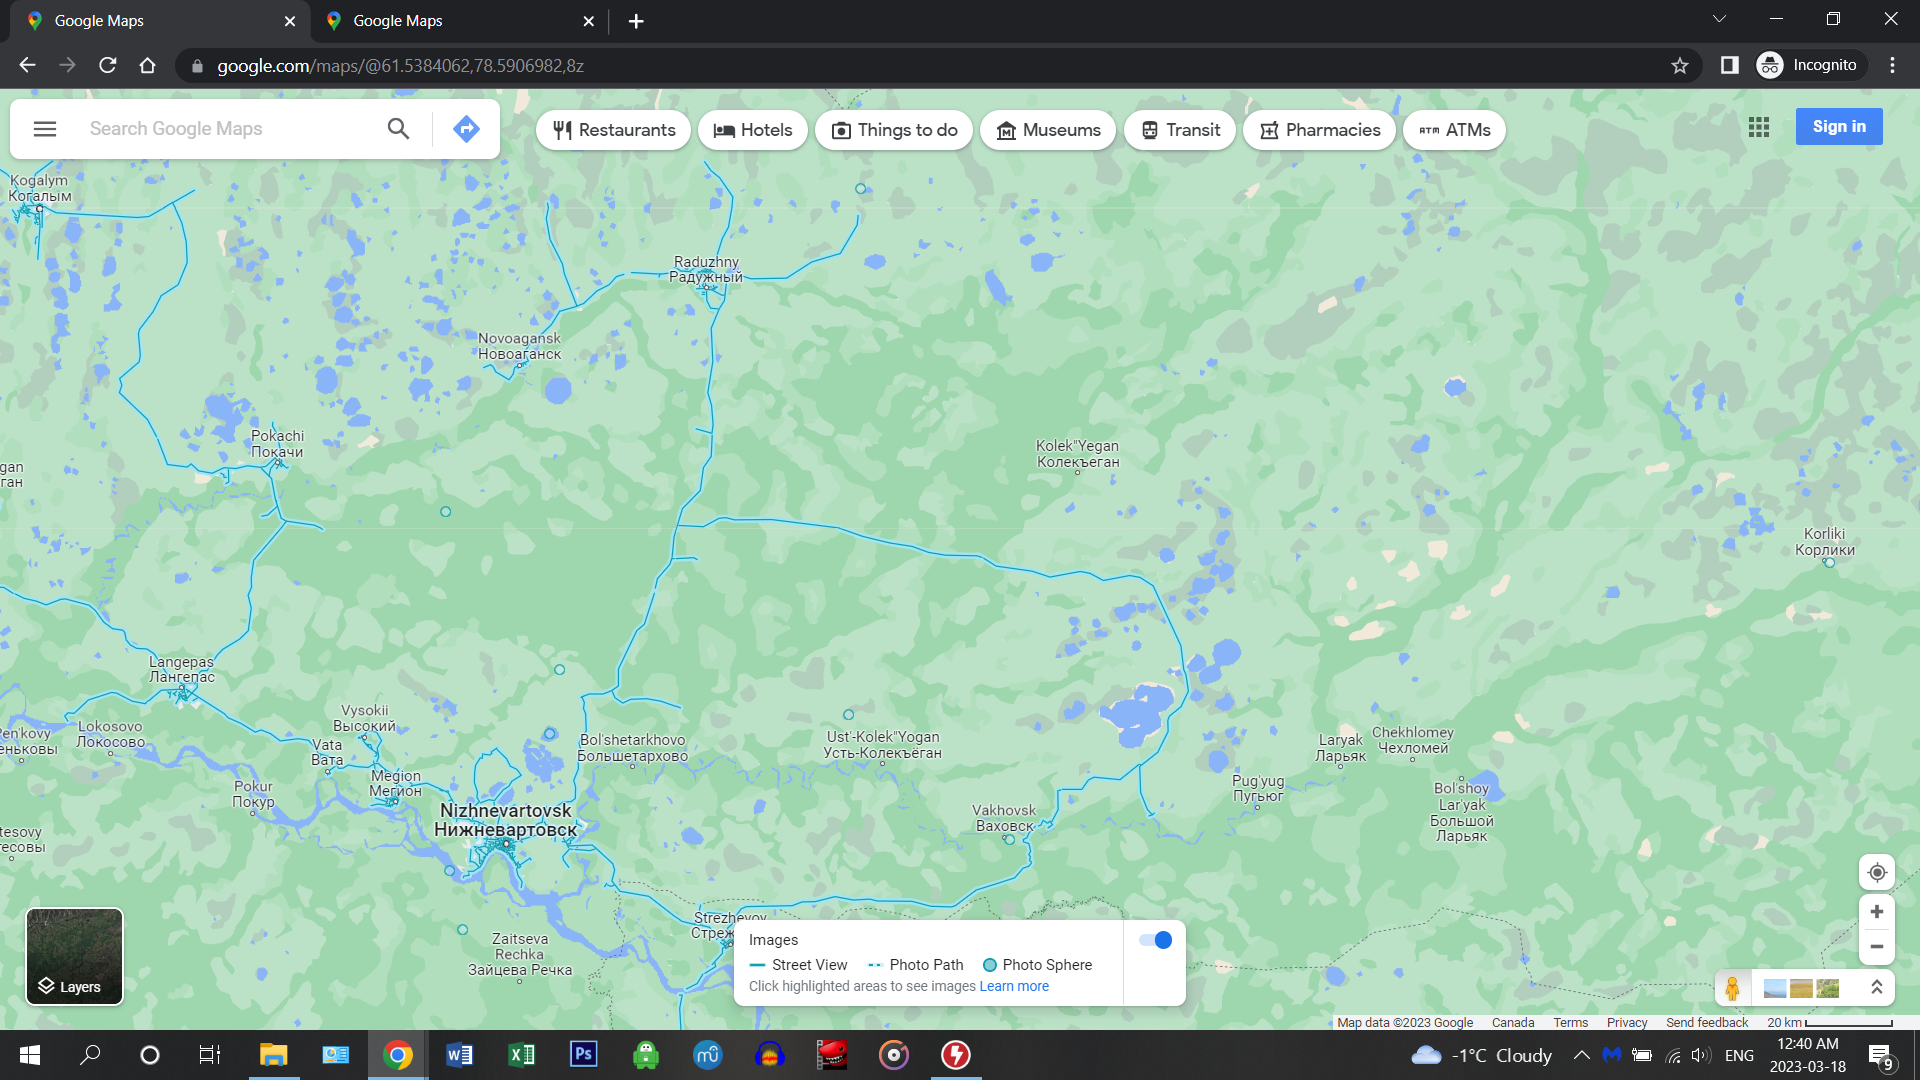 Google Maps
Google Maps
google.com/maps/@61.5384062,78.5906982,8z
Incognito
Search Google Maps
Restaurants
Hotels
Things to do
Museums
Transit
Pharmacies
ATM ATMs
Sign in
Kogalym
Когалым
Raduzhny
Радужный
Novoagansk
Новоаганск
Pokachi
Покачи
gan
ган
Kolek"Yegan
Колекъеган
Korliki
Корлики
Langepas
Лангепас
Lokosovo
Локосово
Pen'kovy
еньковы
Vysokii
Высокий
Vata
Вата
Megion
Мегион
Pokur
Покур
tesovy
тесовы
Nizhnevartovsk
Нижневартовск
Bol'shetarkhovo
Большетархово
Ust'-Kolek"Yogan
Усть-Колекъёган
Vakhovsk
Ваховск
Pug'yug
Пугъюг
Laryak
Ларьяк
Chekhlomey
Чехломей
Bol'shoy
Lar'yak
Большой
Ларьяк
Strezhevoy
Стреж
Zaitseva
Rechka
Зайцева Речка
Images
Street View
Photo Path
Photo Sphere
Click highlighted areas to see images Learn more
Layers
Map data ©2023 Google
Canada
Terms
Privacy
Send feedback
20 km
-1°C Cloudy
ENG
12:40 AM
2023-03-18
9